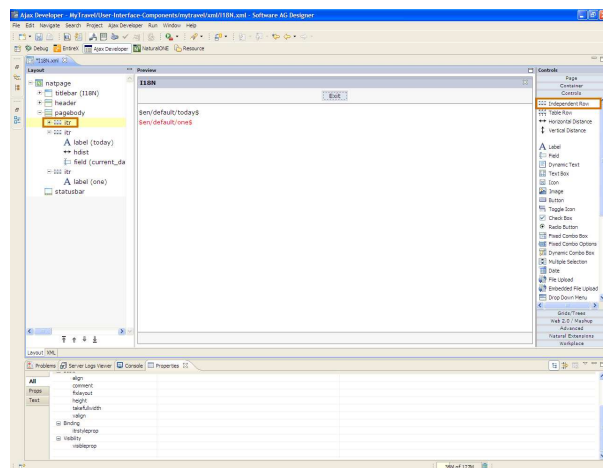 Ajax Developer - MyTravel/User-Interface-Components/mytravel/xml/I18N.xml - Software AG Designer
File Edit Navigate Search Project Ajax Developer Run Window Help
Debug EntireX Ajax Developer NaturalONE Resource
*I18N.xml
Layout
natpage
titlebar (I18N)
header
pagebody
itr
itr
label (today)
hdist
field (current_da
itr
label (one)
statusbar
Layout XML
Preview
I18N
Exit
$en/default/today$
$en/default/one$
Controls
Page
Container
Controls
Independent Row
Table Row
Horizontal Distance
Vertical Distance
Label
Field
Dynamic Text
Text Box
Icon
Image
Button
Toggle Icon
Check Box
Radio Button
Fixed Combo Box
Fixed Combo Options
Dynamic Combo Box
Multiple Selection
Date
File Upload
Embedded File Upload
Drop Down Menu
Grids/Trees
Web 2.0 / Mashup
Advanced
Natural Extensions
Workplace
Problems Server Logs Viewer Console Properties
All
Props
Text
align
comment
fixlayout
height
takefullwidth
valign
Binding
itrstyleprop
Visibility
visibleprop